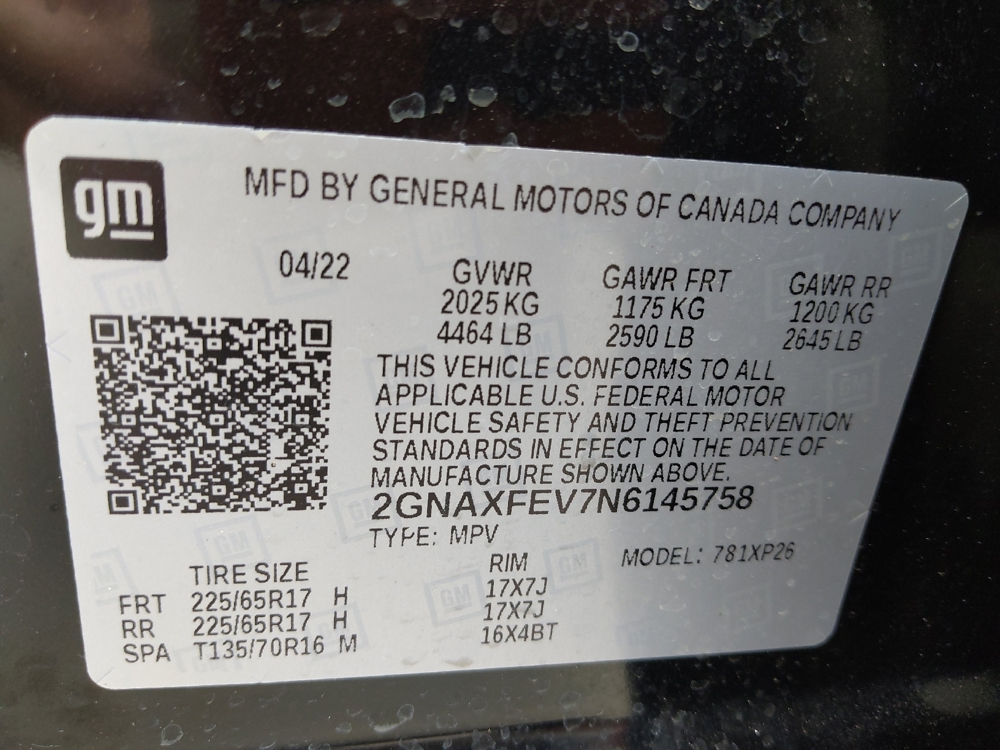 gm
MFD BY GENERAL MOTORS OF CANADA COMPANY
04/22
GVWR GAWR FRT GAWR RR
2025 KG 1175 KG 1200 KG
4464 LB 2590 LB 2645 LB
THIS VEHICLE CONFORMS TO ALL
APPLICABLE U.S. FEDERAL MOTOR
VEHICLE SAFETY AND THEFT PREVENTION
STANDARDS IN EFFECT ON THE DATE OF
MANUFACTURE SHOWN ABOVE.
2GNAXFEV7N6145758
TYPE: MPV
MODEL: 781XP26
TIRE SIZE RIM
FRT 225/65R17 H 17X7J
RR 225/65R17 H 17X7J
SPA T135/70R16 M 16X4BT